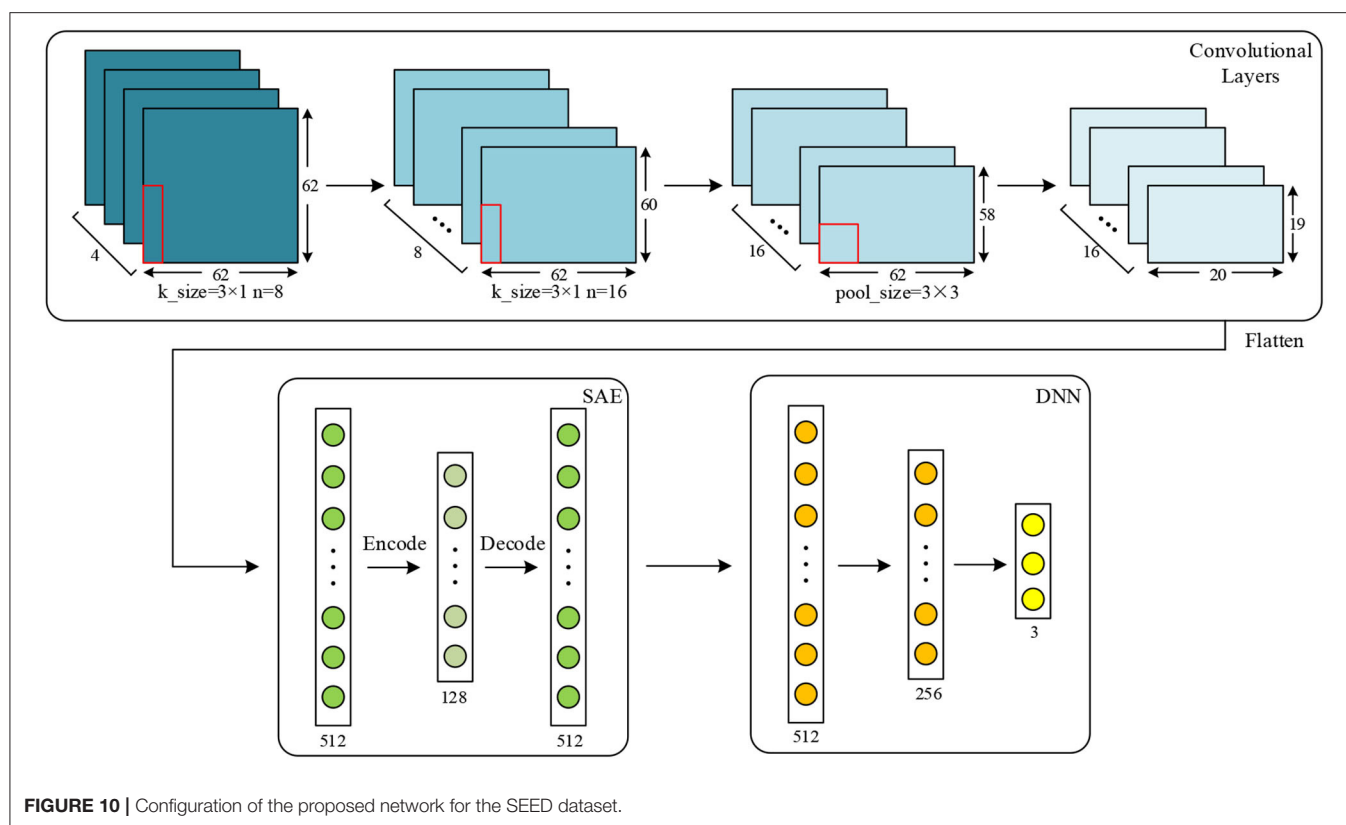 Convolutional
Layers
62
4
62
k_size=3×1 n=8
60
8
62
k_size=3×1 n=16
58
16
62
pool_size=3×3
19
16
20
Flatten
SAE
Encode
Decode
512
128
512
DNN
512
256
3
FIGURE 10 | Configuration of the proposed network for the SEED dataset.